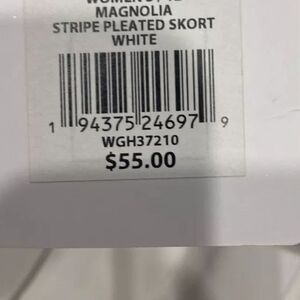 MAGNOLIA
STRIPE PLEATED SKORT
WHITE
1 94375 24697 9
WGH37210
$55.00